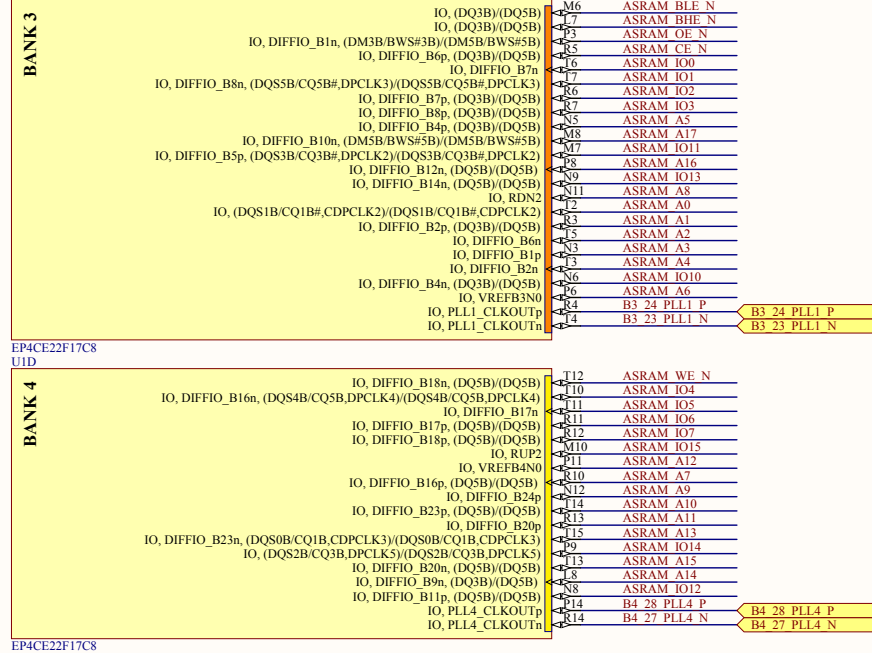 BANK 3
IO, (DQ3B)/(DQ5B) M6 ASRAM_BLE_N
IO, (DQ3B)/(DQ5B) L7 ASRAM_BHE_N
IO, DIFFIO_B1n, (DM3B/BWS#3B)/(DM5B/BWS#5B) P3 ASRAM_OE_N
IO, DIFFIO_B6p, (DQ3B)/(DQ5B) R5 ASRAM_CE_N
IO, DIFFIO_B7n T6 ASRAM_IO0
IO, DIFFIO_B8n, (DQS5B/CQ5B#,DPCLK3)/(DQS5B/CQ5B#,DPCLK3) T7 ASRAM_IO1
IO, DIFFIO_B7p, (DQ3B)/(DQ5B) R6 ASRAM_IO2
IO, DIFFIO_B8p, (DQ3B)/(DQ5B) R7 ASRAM_IO3
IO, DIFFIO_B4p, (DQ3B)/(DQ5B) N5 ASRAM_A5
IO, DIFFIO_B10n, (DM5B/BWS#5B)/(DM5B/BWS#5B) M8 ASRAM_A17
IO, DIFFIO_B5p, (DQS3B/CQ3B#,DPCLK2)/(DQS3B/CQ3B#,DPCLK2) M7 ASRAM_IO11
IO, DIFFIO_B12n, (DQ5B)/(DQ5B) P8 ASRAM_A16
IO, DIFFIO_B14n, (DQ5B)/(DQ5B) N9 ASRAM_IO13
IO, RDN2 N11 ASRAM_A8
IO, (DQS1B/CQ1B#,CDPCLK2)/(DQS1B/CQ1B#,CDPCLK2) T2 ASRAM_A0
IO, DIFFIO_B2p, (DQ3B)/(DQ5B) R3 ASRAM_A1
IO, DIFFIO_B6n T5 ASRAM_A2
IO, DIFFIO_B1p N3 ASRAM_A3
IO, DIFFIO_B2n T3 ASRAM_A4
IO, DIFFIO_B4n, (DQ3B)/(DQ5B) N6 ASRAM_IO10
IO, VREFB3N0 P6 ASRAM_A6
IO, PLL1_CLKOUTp R4 B3_24_PLL1_P B3_24_PLL1_P
IO, PLL1_CLKOUTn T4 B3_23_PLL1_N B3_23_PLL1_N
EP4CE22F17C8
U1D
BANK 4
IO, DIFFIO_B18n, (DQ5B)/(DQ5B) T12 ASRAM_WE_N
IO, DIFFIO_B16n, (DQS4B/CQ5B,DPCLK4)/(DQS4B/CQ5B,DPCLK4) T10 ASRAM_IO4
IO, DIFFIO_B17n T11 ASRAM_IO5
IO, DIFFIO_B17p, (DQ5B)/(DQ5B) R11 ASRAM_IO6
IO, DIFFIO_B18p, (DQ5B)/(DQ5B) R12 ASRAM_IO7
IO, RUP2 M10 ASRAM_IO15
IO, VREFB4N0 P11 ASRAM_A12
IO, DIFFIO_B16p, (DQ5B)/(DQ5B) R10 ASRAM_A7
IO, DIFFIO_B24p N12 ASRAM_A9
IO, DIFFIO_B23p, (DQ5B)/(DQ5B) T14 ASRAM_A10
IO, DIFFIO_B20p R13 ASRAM_A11
IO, DIFFIO_B23n, (DQS0B/CQ1B,CDPCLK3)/(DQS0B/CQ1B,CDPCLK3) T15 ASRAM_A13
IO, (DQS2B/CQ3B,DPCLK5)/(DQS2B/CQ3B,DPCLK5) P9 ASRAM_IO14
IO, DIFFIO_B20n, (DQ5B)/(DQ5B) T13 ASRAM_A15
IO, DIFFIO_B9n, (DQ3B)/(DQ5B) L8 ASRAM_A14
IO, DIFFIO_B11p, (DQ5B)/(DQ5B) N8 ASRAM_IO12
IO, PLL4_CLKOUTp P14 B4_28_PLL4_P B4_28_PLL4_P
IO, PLL4_CLKOUTn R14 B4_27_PLL4_N B4_27_PLL4_N
EP4CE22F17C8